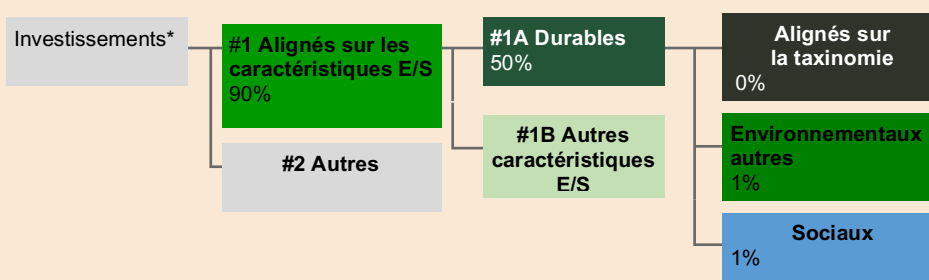 Investissements*
#1 Alignés sur les
caractéristiques E/S
90%
#2 Autres
#1A Durables
50%
#1B Autres
caractéristiques
E/S
Alignés sur
la taxinomie
0%
Environnementaux
autres
1%
Sociaux
1%